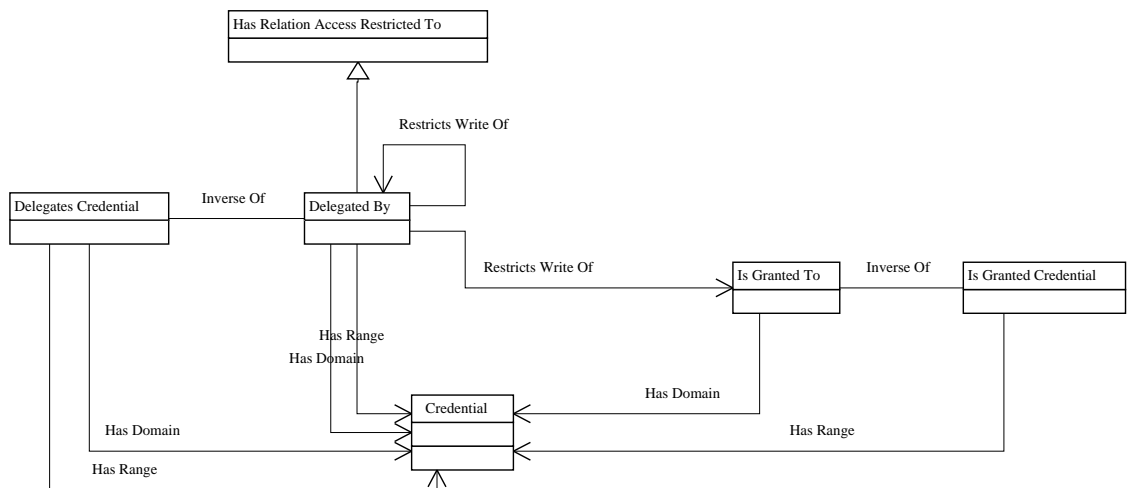 Has Relation Access Restricted To
Restricts Write Of
Delegates Credential
Inverse Of
Delegated By
Restricts Write Of
Is Granted To
Inverse Of
Is Granted Credential
Has Range
Has Domain
Has Domain
Credential
Has Domain
Has Range
Has Range